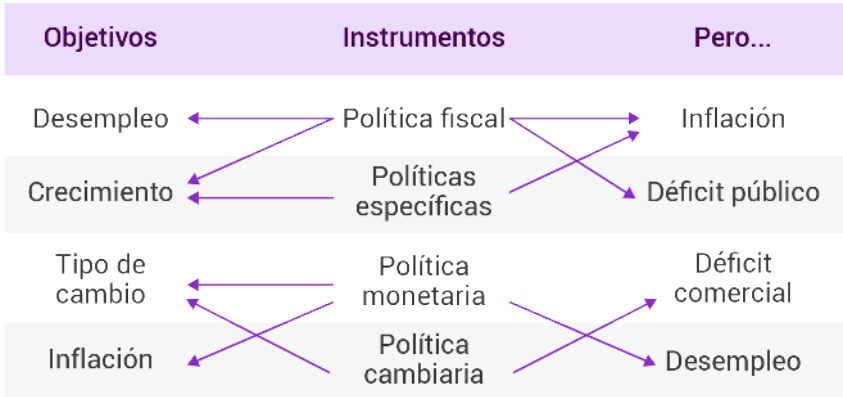 Objetivos Instrumentos Pero...
Desempleo Política fiscal Inflación
Crecimiento Políticas específicas Déficit público
Tipo de cambio Política monetaria Déficit comercial
Inflación Política cambiaria Desempleo